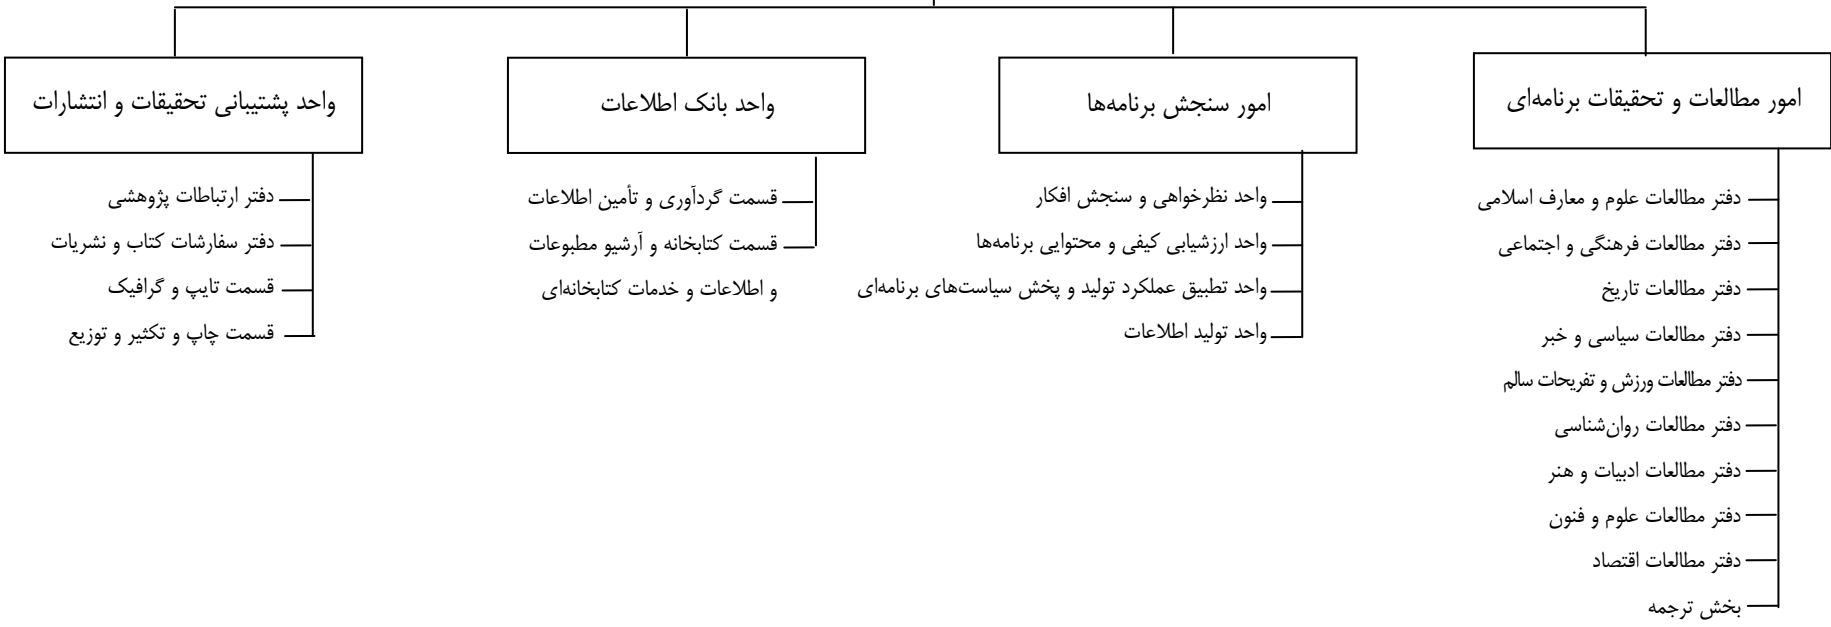 امور مطالعات و تحقیقات برنامه‌ای
دفتر مطالعات علوم و معارف اسلامی
دفتر مطالعات فرهنگی و اجتماعی
دفتر مطالعات تاریخ
دفتر مطالعات سیاسی و خبر
دفتر مطالعات ورزش و تفریحات سالم
دفتر مطالعات روان‌شناسی
دفتر مطالعات ادبیات و هنر
دفتر مطالعات علوم و فنون
دفتر مطالعات اقتصاد
بخش ترجمه
امور سنجش برنامه‌ها
واحد نظرخواهی و سنجش افکار
واحد ارزشیابی کیفی و محتوایی برنامه‌ها
واحد تطبیق عملکرد تولید و پخش سیاست‌های برنامه‌ای
واحد تولید اطلاعات
واحد بانک اطلاعات
قسمت گردآوری و تأمین اطلاعات
قسمت کتابخانه و آرشیو مطبوعات
و اطلاعات و خدمات کتابخانه‌ای
واحد پشتیبانی تحقیقات و انتشارات
دفتر ارتباطات پژوهشی
دفتر سفارشات کتاب و نشریات
قسمت تایپ و گرافیک
قسمت چاپ و تکثیر و توزیع